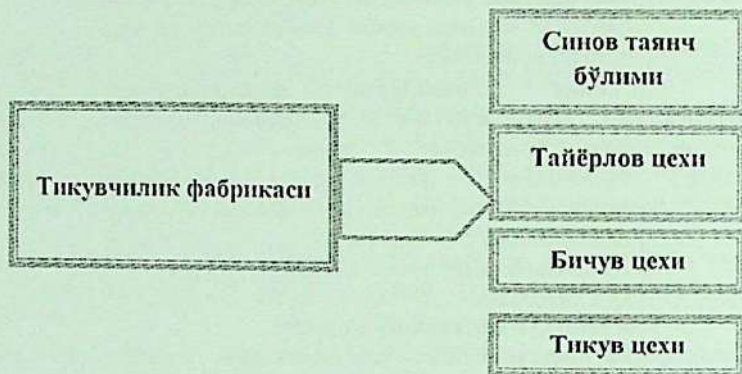 Синов таянч
бўлими
Тикувчилик фабрикаси
Тайёрлов цехи
Бичув цехи
Тикув цехи